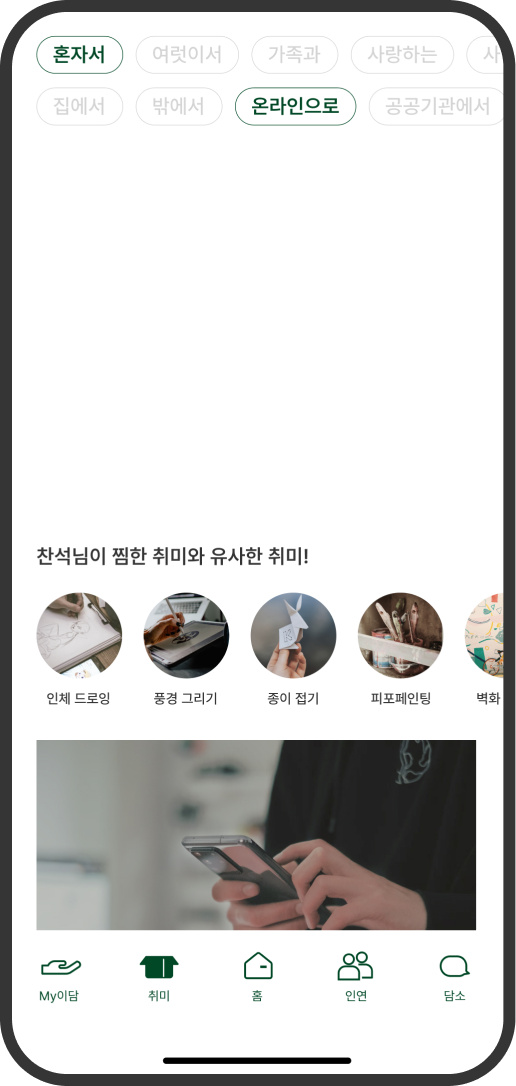 혼자서 여럿이서 가족과 사랑하는
집에서 밖에서 온라인으로 공공기관에서
찬석님이 찜한 취미와 유사한 취미!
인체 드로잉 풍경 그리기 종이 접기 피포페인팅 벽화
My이담 취미 홈 인연 담소